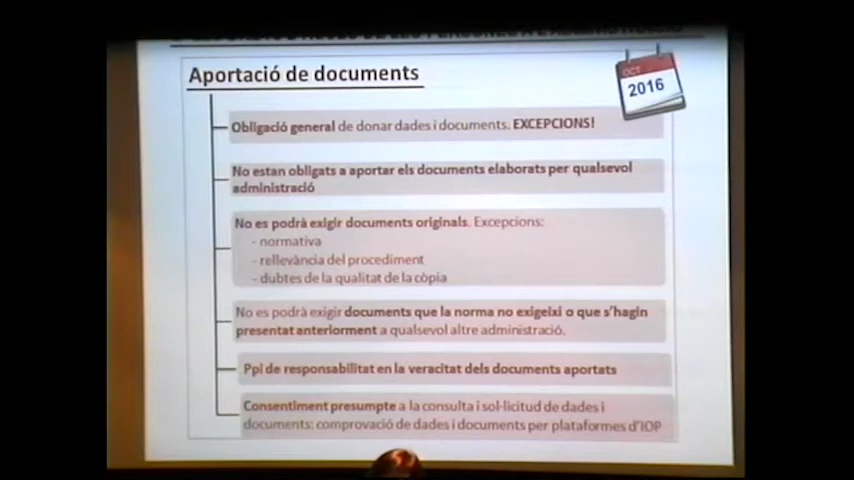 Aportació de documents
OCT
2016
Obligació general de donar dades i documents. EXCEPCIONS!
No estan obligats a aportar els documents elaborats per qualsevol
administració
No es podrà exigir documents originals. Excepcions:
- normativa
- rellevància del procediment
- dubtes de la qualitat de la còpia
No es podrà exigir documents que la norma no exigeixi o que s'hagin
presentat anteriorment a qualsevol altre administració.
Ppi de responsabilitat en la veracitat dels documents aportats
Consentiment presumpte a la consulta i sol·licitud de dades i
documents: comprovació de dades i documents per plataformes d'IOP